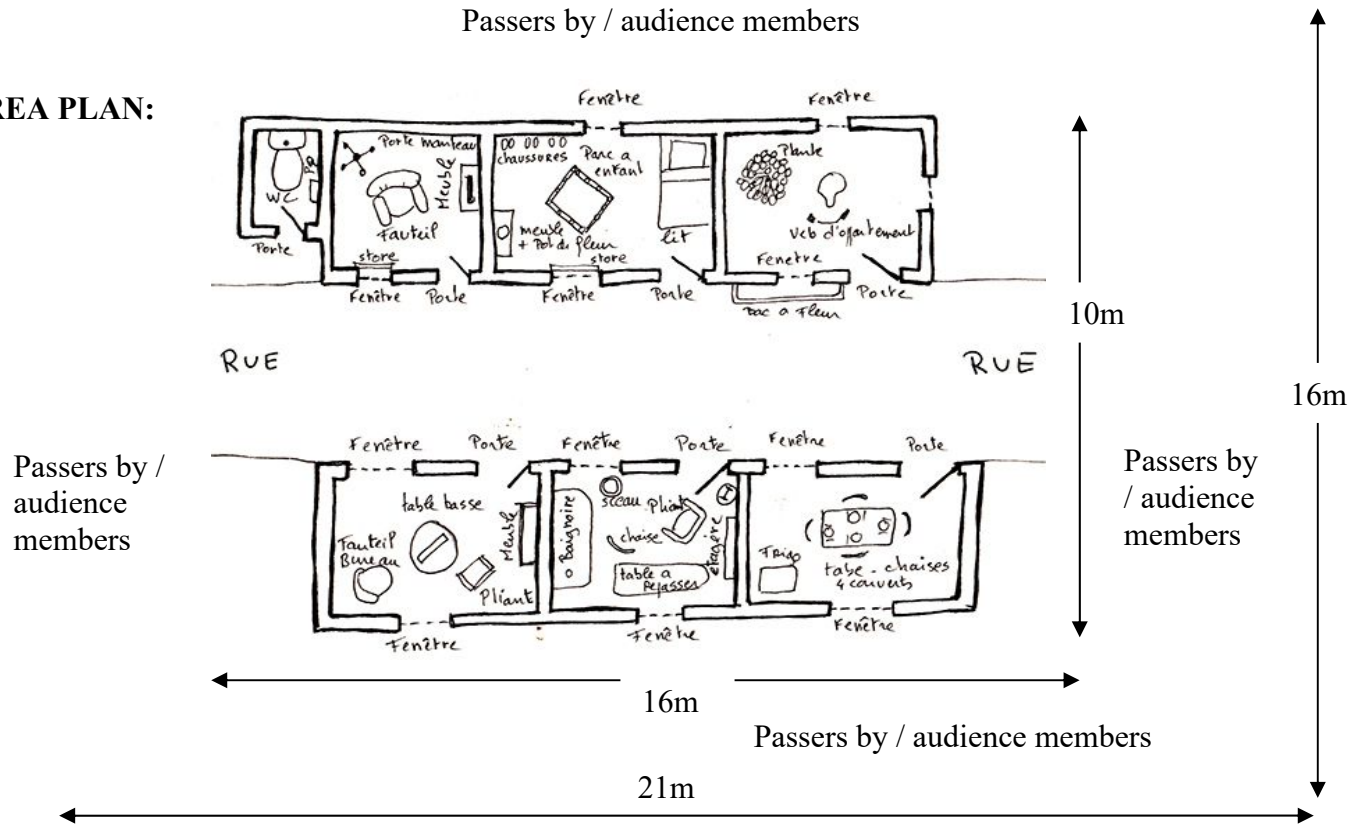 Passers by / audience members
REA PLAN:
Fenêtre
Fenêtre
Porte manteau
WC
Porte
Fauteil
Meuble
store
Fenêtre
Porte
chaussures
Parc a
enfant
meuble
+ Pot de fleur
store
lit
Fenêtre
Porte
Plante
Velo d'appartement
Fenetre
Porte
Bac a Fleur
10m
16m
RUE
RUE
Passers by /
audience
members
Fenêtre
Porte
Fenêtre
Porte
Fenêtre
Porte
table basse
Fauteil
Bureau
Meuble
Pliant
Fenêtre
Baignoire
sceau
Pliant
chaise
etagère
table a
Repasser
Fenêtre
Frigo
table - chaises
4 couverts
Fenêtre
Passers by
/ audience
members
16m
Passers by / audience members
21m